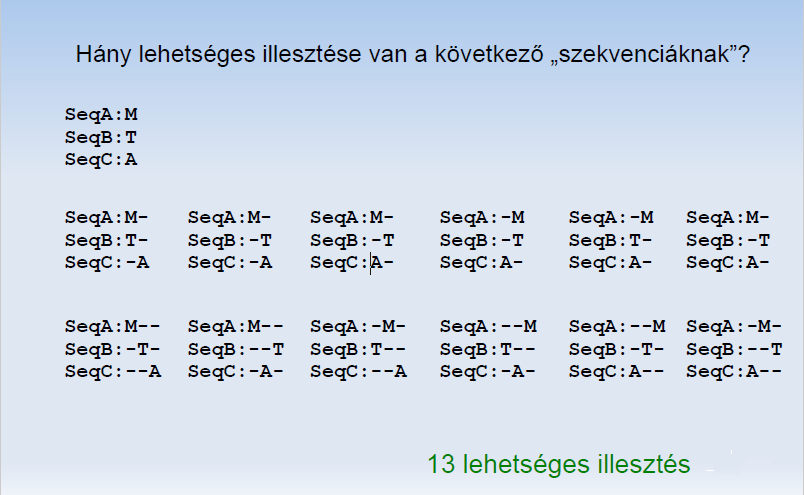 Hány lehetséges illesztése van a következő „szekvenciáknak”?
SeqA:M
SeqB:T
SeqC:A
SeqA:M- SeqA:M- SeqA:M- SeqA:-M SeqA:-M SeqA:M-
SeqB:T- SeqB:-T SeqB:-T SeqB:-T SeqB:T- SeqB:-T
SeqC:-A SeqC:-A SeqC:A- SeqC:A- SeqC:A- SeqC:A-
SeqA:M-- SeqA:M-- SeqA:-M- SeqA:--M SeqA:--M SeqA:-M-
SeqB:-T- SeqB:--T SeqB:T-- SeqB:T-- SeqB:-T- SeqB:--T
SeqC:--A SeqC:-A- SeqC:--A SeqC:-A- SeqC:A-- SeqC:A--
13 lehetséges illesztés